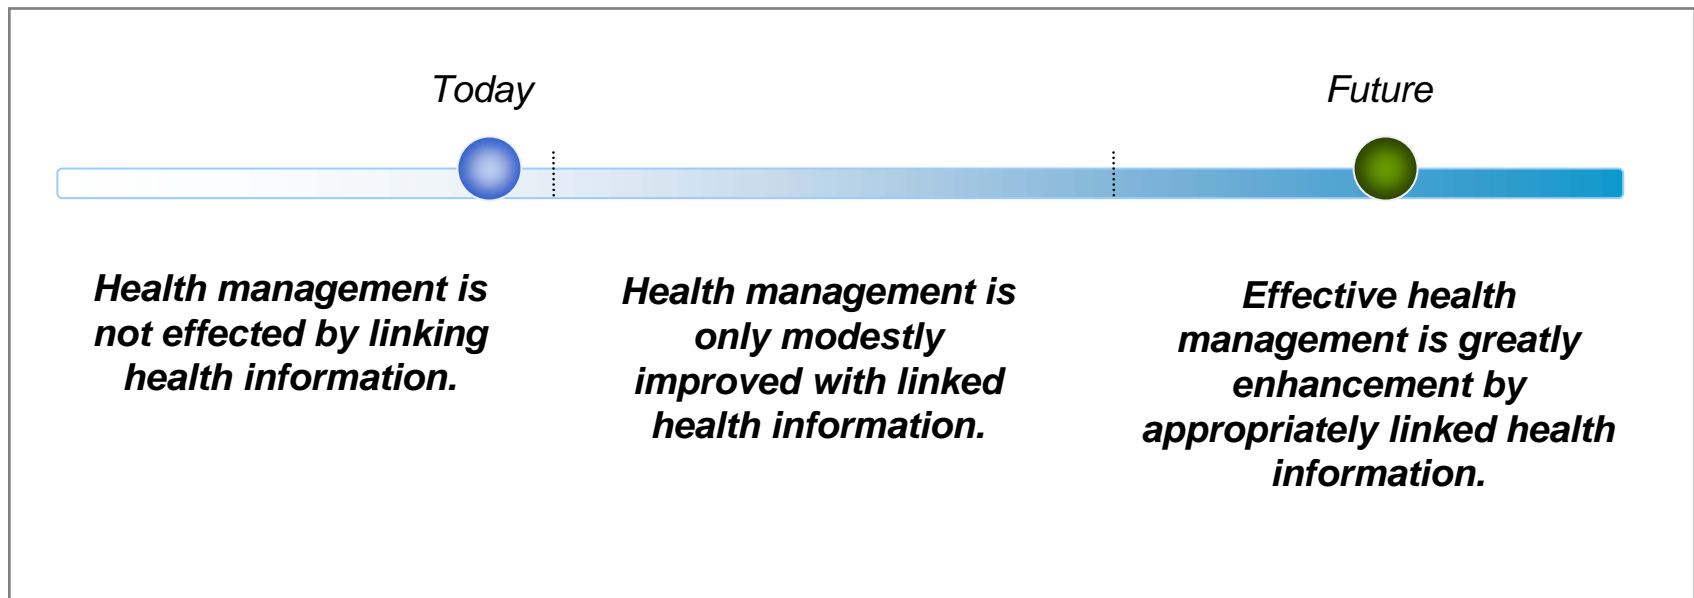 Today
Future
Health management is
not effected by linking
health information.
Health management is
only modestly
improved with linked
health information.
Effective health
management is greatly
enhancement by
appropriately linked health
information.